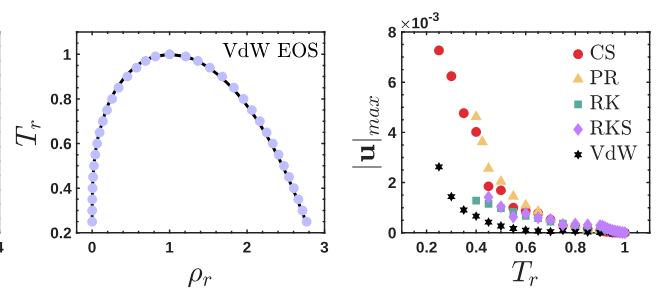 VdW EOS
1
0.8
0.6
0.4
0.2
T_r
0 1 2 3
ρ_r
4
8 ×10^-3
6
4
2
0
|u|_max
CS
PR
RK
RKS
VdW
0.2 0.4 0.6 0.8 1
T_r